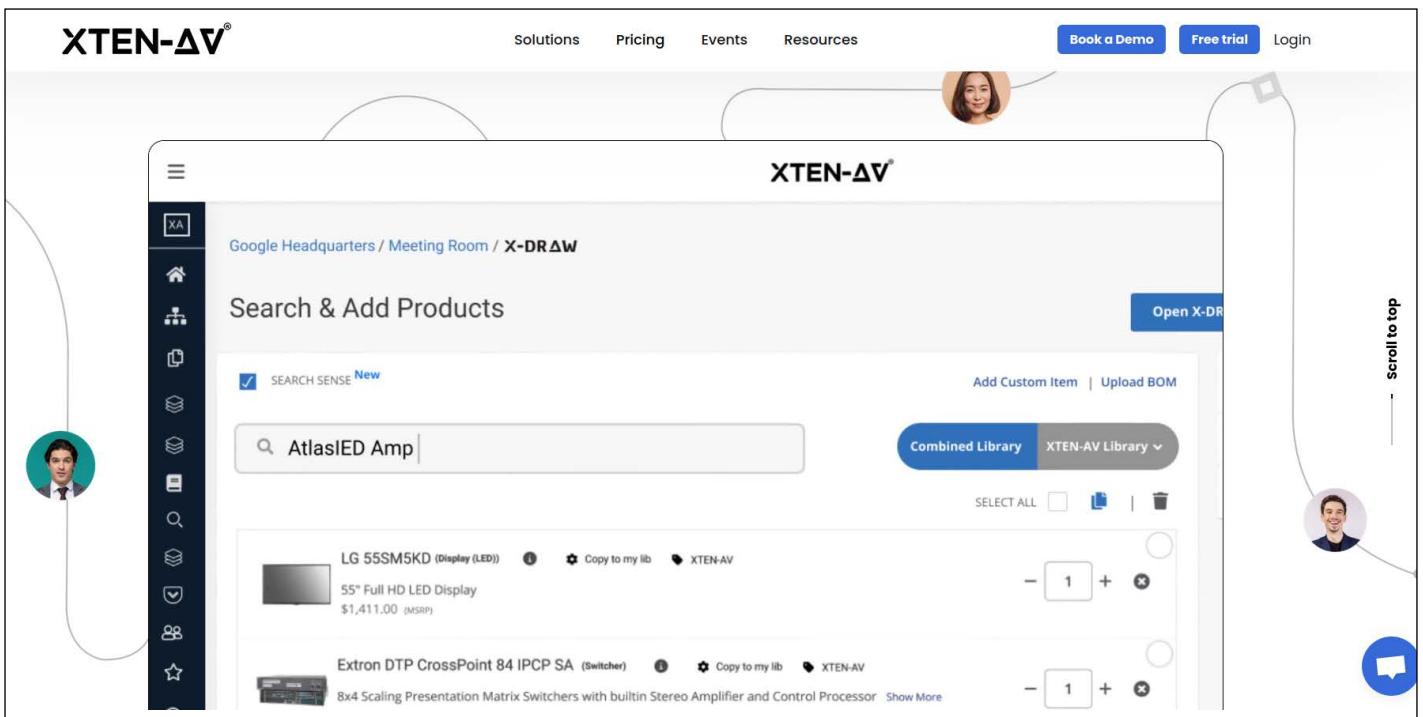 XTEN-AV®
Solutions Pricing Events Resources
Book a Demo Free trial Login
XTEN-AV®
XA
Google Headquarters / Meeting Room / X-DRAW
Search & Add Products
Open X-DR
SEARCH SENSE New
Add Custom Item | Upload BOM
AtlasIED Amp
Combined Library XTEN-AV Library
SELECT ALL
LG 55SM5KD (Display (LED)) Copy to my lib XTEN-AV
55" Full HD LED Display
$1,411.00 (MSRP)
1
Extron DTP CrossPoint 84 IPCP SA (Switcher) Copy to my lib XTEN-AV
8x4 Scaling Presentation Matrix Switchers with builtin Stereo Amplifier and Control Processor Show More
1
Scroll to top